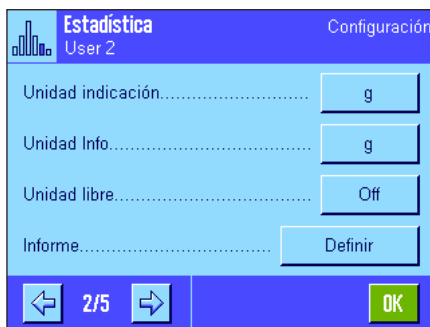 Estadística
Configuración
User 2
Unidad indicación.................................... g
Unidad Info............................................ g
Unidad libre............................................ Off
Informe................................... Definir
2/5
OK